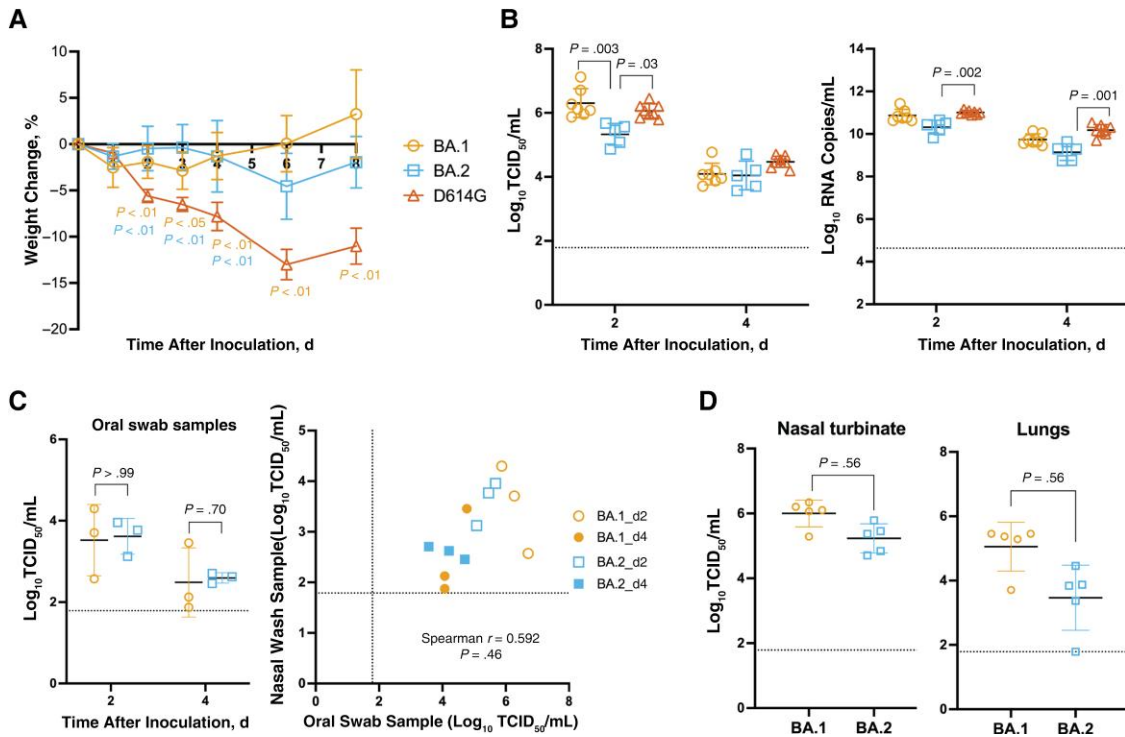 A
Weight Change, %
10
5
0
–5
–10
–15
–20
1 2 3 4 5 6 7 8
P < .01
P < .01
P < .05
P < .01
P < .01
P < .01
P < .01
P < .01
Time After Inoculation, d
BA.1
BA.2
D614G
B
Log10 TCID50/mL
8
6
4
2
0
P = .003
P = .03
2 4
Time After Inoculation, d
Log10 RNA Copies/mL
14
12
10
8
6
4
2
P = .002
P = .001
2 4
Time After Inoculation, d
C
Oral swab samples
Log10TCID50/mL
6
4
2
0
P > .99
P = .70
2 4
Time After Inoculation, d
Nasal Wash Sample(Log10TCID50/mL)
5
4
3
2
1
0
Spearman r = 0.592
P = .46
0 2 4 6 8
Oral Swab Sample (Log10 TCID50/mL)
BA.1_d2
BA.1_d4
BA.2_d2
BA.2_d4
D
Nasal turbinate
Log10TCID50/mL
8
6
4
2
0
P = .56
BA.1 BA.2
Lungs
8
6
4
2
0
P = .56
BA.1 BA.2